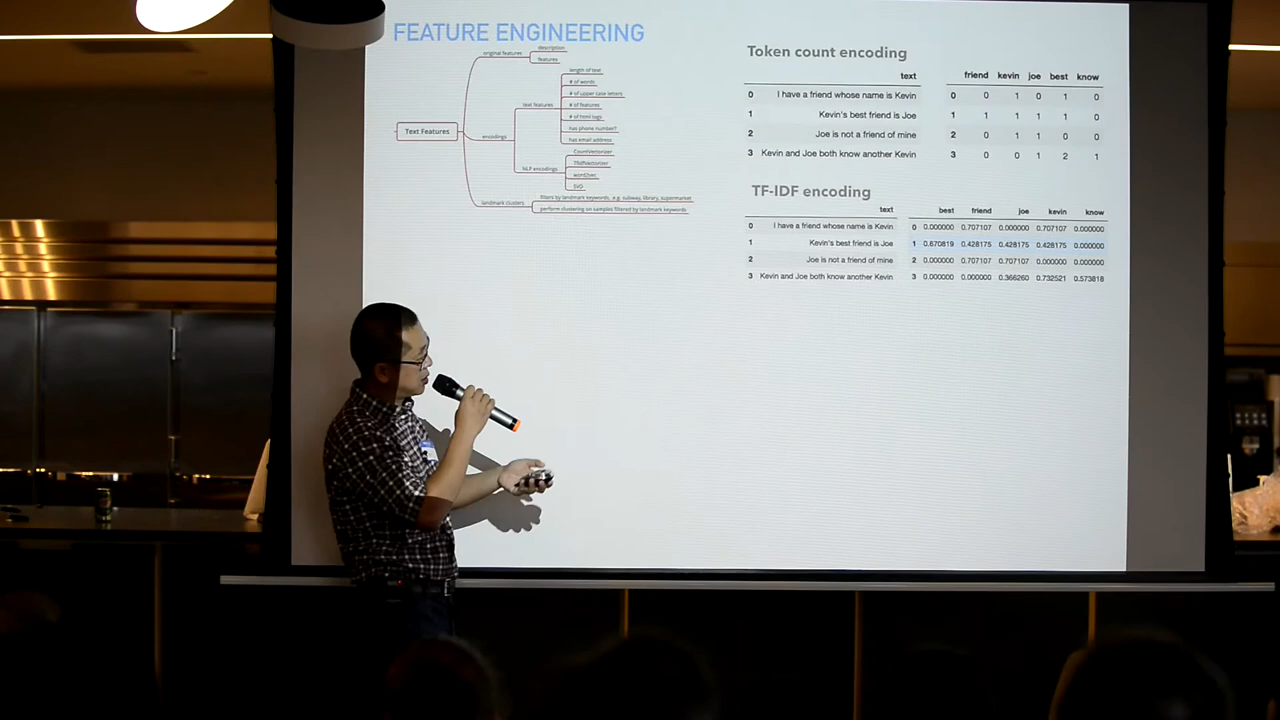 FEATURE ENGINEERING
Text Features
original features
description
features
encodings
text features
length of text
# of words
# of upper case letters
# of features
# of html tags
has phone number?
has email address
NLP encodings
CountVectorizer
TfidfVectorizer
word2vec
landmark clusters
filters by landmark keywords, e.g. subway, library, supermarket
perform clustering on samples filtered by landmark keywords
Token count encoding
text friend kevin joe best know
0 I have a friend whose name is Kevin 0 0 1 0 1 0
1 Kevin's best friend is Joe 1 1 1 1 1 0
2 Joe is not a friend of mine 2 0 1 1 0 0
3 Kevin and Joe both know another Kevin 3 0 0 1 2 1
TF-IDF encoding
text best friend joe kevin know
0 I have a friend whose name is Kevin 0 0.000000 0.707107 0.000000 0.707107 0.000000
1 Kevin's best friend is Joe 1 0.670819 0.428175 0.428175 0.428175 0.000000
2 Joe is not a friend of mine 2 0.000000 0.707107 0.707107 0.000000 0.000000
3 Kevin and Joe both know another Kevin 3 0.000000 0.000000 0.366260 0.732521 0.573818